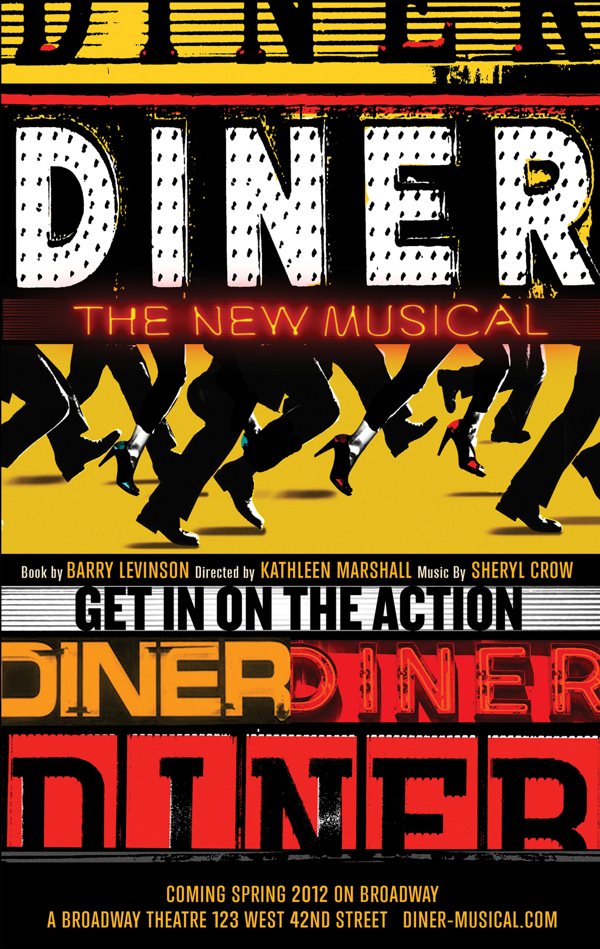 DINER
DINER
THE NEW MUSICAL
Book by BARRY LEVINSON Directed by KATHLEEN MARSHALL Music By SHERYL CROW
GET IN ON THE ACTION
DINER DINER
DINER
COMING SPRING 2012 ON BROADWAY
A BROADWAY THEATRE 123 WEST 42ND STREET DINER-MUSICAL.COM